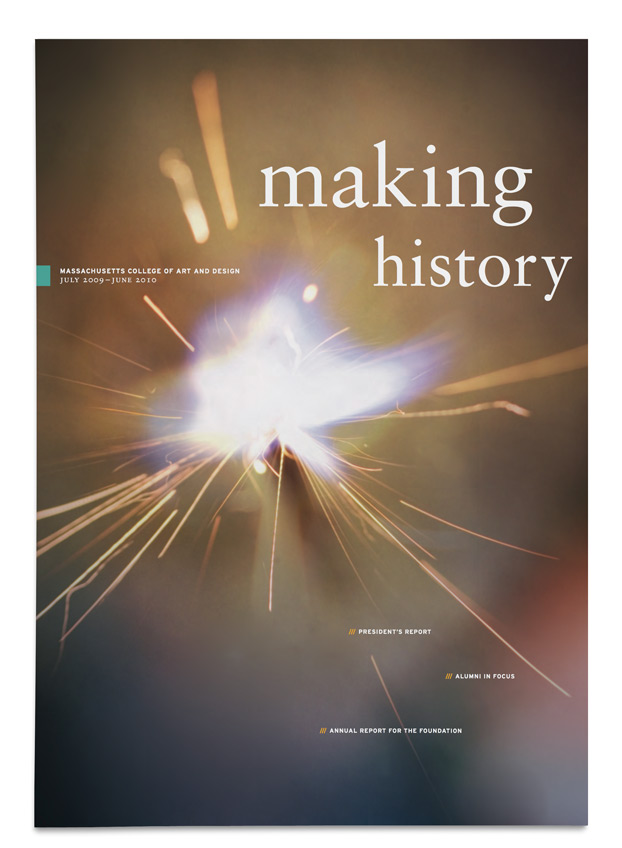 making
history
MASSACHUSETTS COLLEGE OF ART AND DESIGN
JULY 2009–JUNE 2010
/// PRESIDENT'S REPORT
/// ALUMNI IN FOCUS
/// ANNUAL REPORT FOR THE FOUNDATION